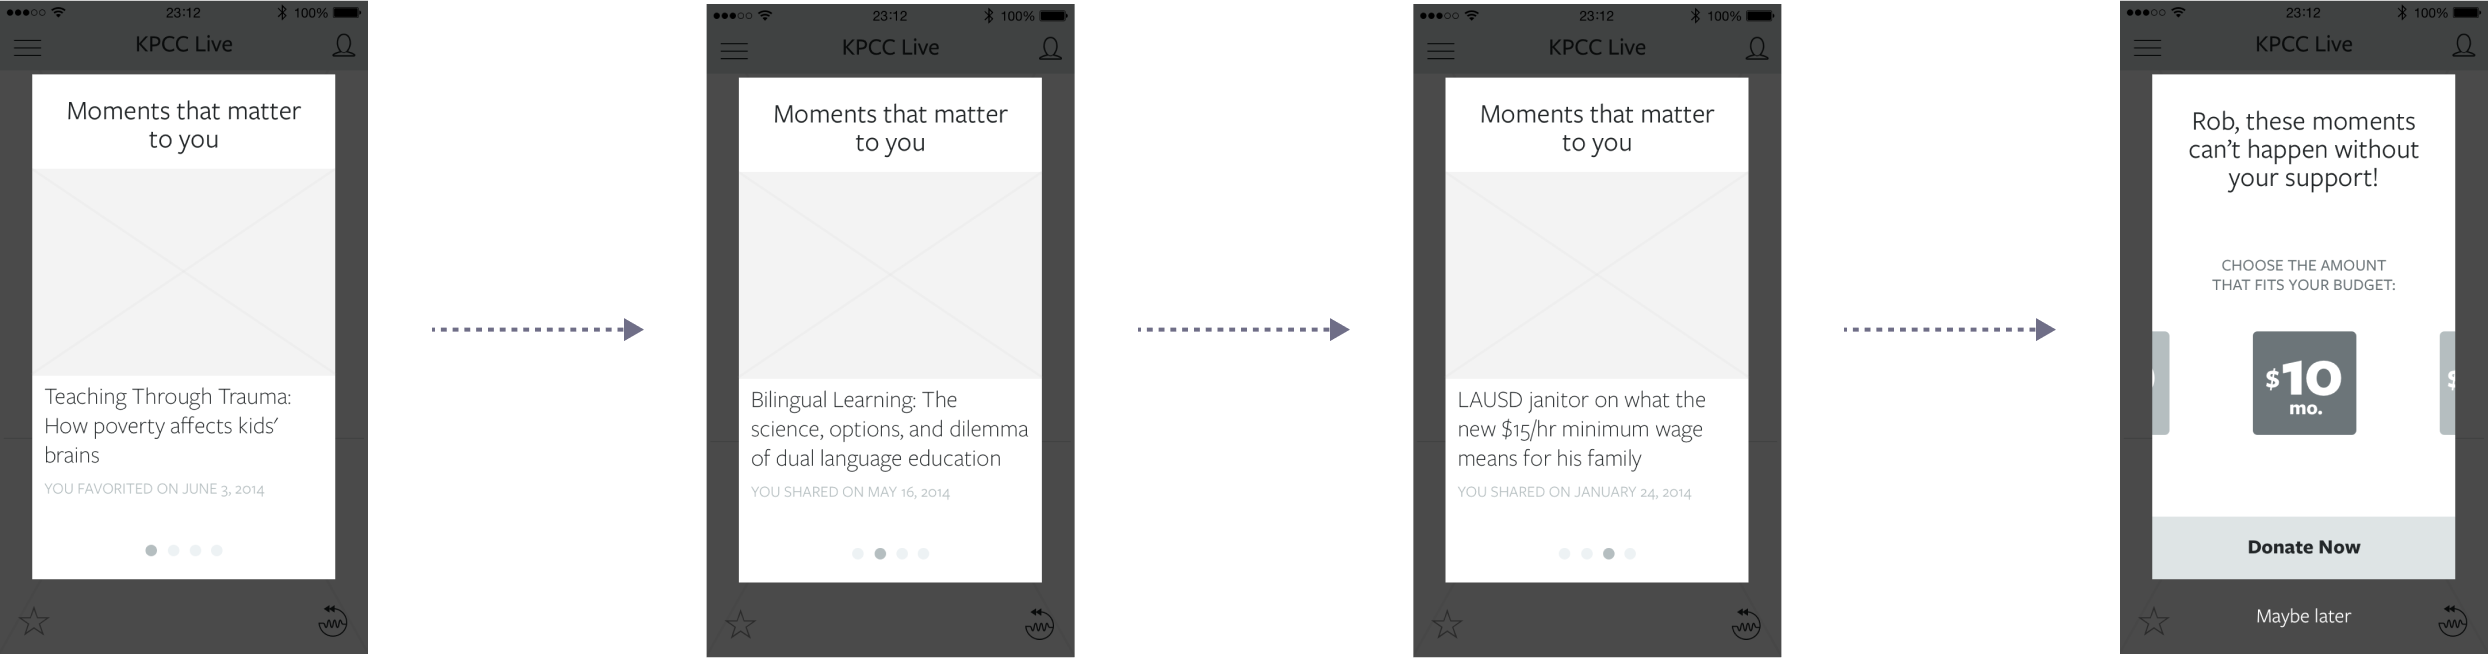 23:12
100%
KPCC Live
Moments that matter
to you
Teaching Through Trauma:
How poverty affects kids'
brains
YOU FAVORITED ON JUNE 3, 2014
23:12
100%
KPCC Live
Moments that matter
to you
Bilingual Learning: The
science, options, and dilemma
of dual language education
YOU SHARED ON MAY 16, 2014
23:12
100%
KPCC Live
Moments that matter
to you
LAUSD janitor on what the
new $15/hr minimum wage
means for his family
YOU SHARED ON JANUARY 24, 2014
23:12
100%
KPCC Live
Rob, these moments
can't happen without
your support!
CHOOSE THE AMOUNT
THAT FITS YOUR BUDGET:
$10
mo.
$
Donate Now
Maybe later